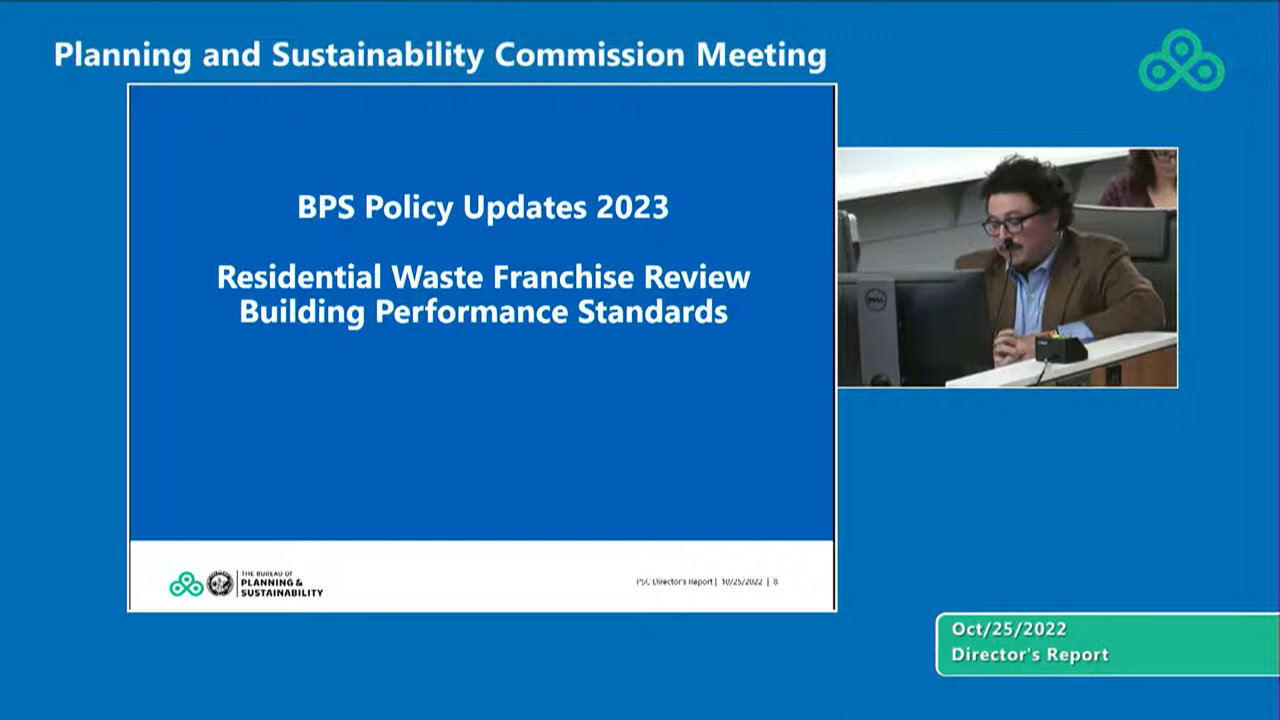 Planning and Sustainability Commission Meeting
BPS Policy Updates 2023
Residential Waste Franchise Review
Building Performance Standards
DELL
THE BUREAU OF
PLANNING &
SUSTAINABILITY
PSC Director's Report | 10/25/2022 | 8
Oct/25/2022
Director's Report